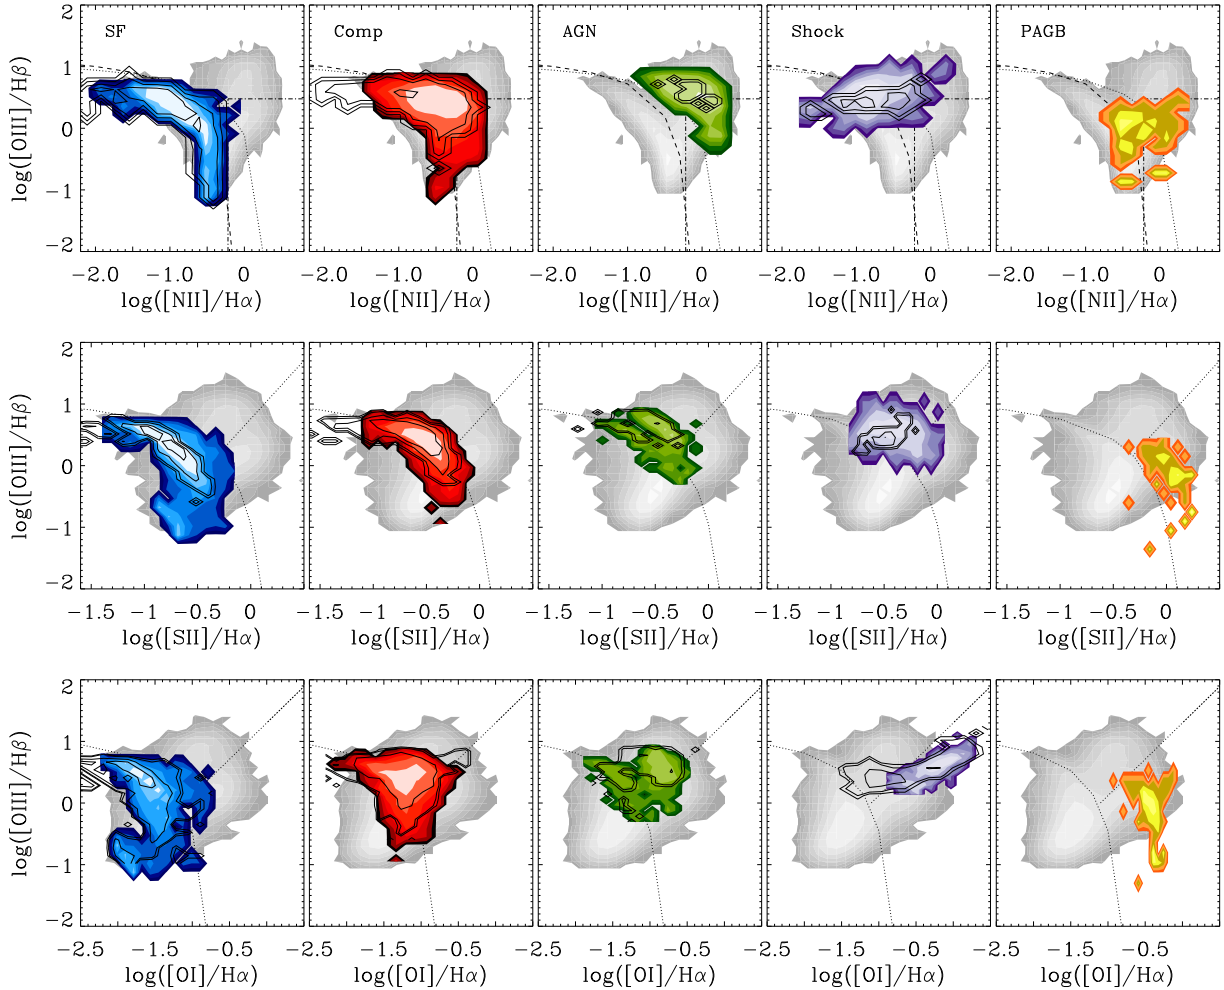 SF Comp AGN Shock PAGB
2
1
0
−1
−2
log([OIII]/Hβ)
−2.0 −1.0 0 −2.0 −1.0 0 −2.0 −1.0 0 −2.0 −1.0 0 −2.0 −1.0 0
log([NII]/Hα) log([NII]/Hα) log([NII]/Hα) log([NII]/Hα) log([NII]/Hα)
2
1
0
−1
−2
log([OIII]/Hβ)
−1.5 −1 −0.5 0 −1.5 −1 −0.5 0 −1.5 −1 −0.5 0 −1.5 −1 −0.5 0 −1.5 −1 −0.5 0
log([SII]/Hα) log([SII]/Hα) log([SII]/Hα) log([SII]/Hα) log([SII]/Hα)
2
1
0
−1
−2
log([OIII]/Hβ)
−2.5 −1.5 −0.5 −2.5 −1.5 −0.5 −2.5 −1.5 −0.5 −2.5 −1.5 −0.5 −2.5 −1.5 −0.5
log([OI]/Hα) log([OI]/Hα) log([OI]/Hα) log([OI]/Hα) log([OI]/Hα)